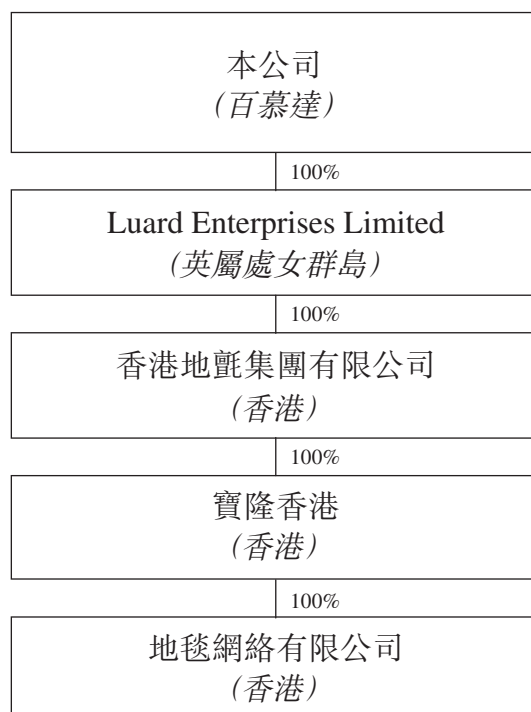 本公司
(百慕達)
100%
Luard Enterprises Limited
(英屬處女群島)
100%
香港地氈集團有限公司
(香港)
100%
寶隆香港
(香港)
100%
地毯網絡有限公司
(香港)